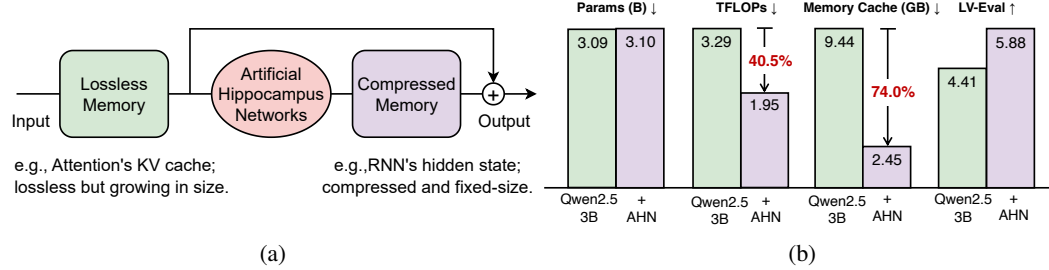 Lossless
Memory
Artificial
Hippocampus
Networks
Compressed
Memory
+
Input
Output
e.g., Attention's KV cache;
lossless but growing in size.
e.g.,RNN's hidden state;
compressed and fixed-size.
(a)
Params (B) ↓
3.09
3.10
Qwen2.5
3B
+
AHN
TFLOPs ↓
3.29
40.5%
1.95
Qwen2.5
3B
+
AHN
Memory Cache (GB) ↓
9.44
74.0%
2.45
Qwen2.5
3B
+
AHN
LV-Eval ↑
4.41
5.88
Qwen2.5
3B
+
AHN
(b)